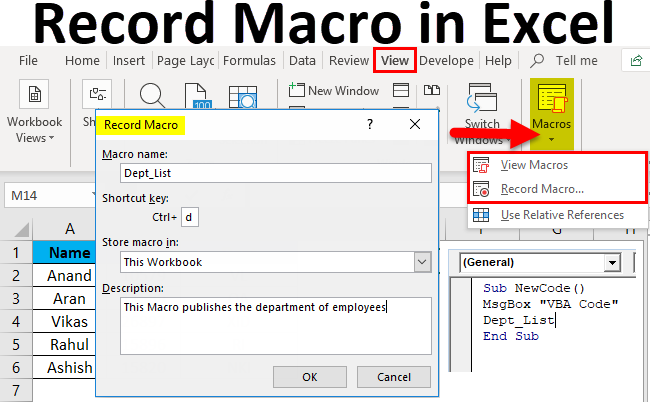 Record Macro in Excel
File Home Insert Page Layc Formulas Data Review View Develope Help Tell me
New Window
Workbook Views
Switch Windows
Macros
View Macros
Record Macro...
Use Relative References
M14
Record Macro ?
Macro name:
Dept_List
Shortcut key:
Ctrl+ d
Store macro in:
This Workbook
Description:
This Macro publishes the department of employees
OK Cancel
A
1 Name
2 Anand
3 Aran
4 Vikas
5 Rahul
6 Ashish
7
(General)
Sub NewCode()
MsgBox "VBA Code"
Dept_List
End Sub